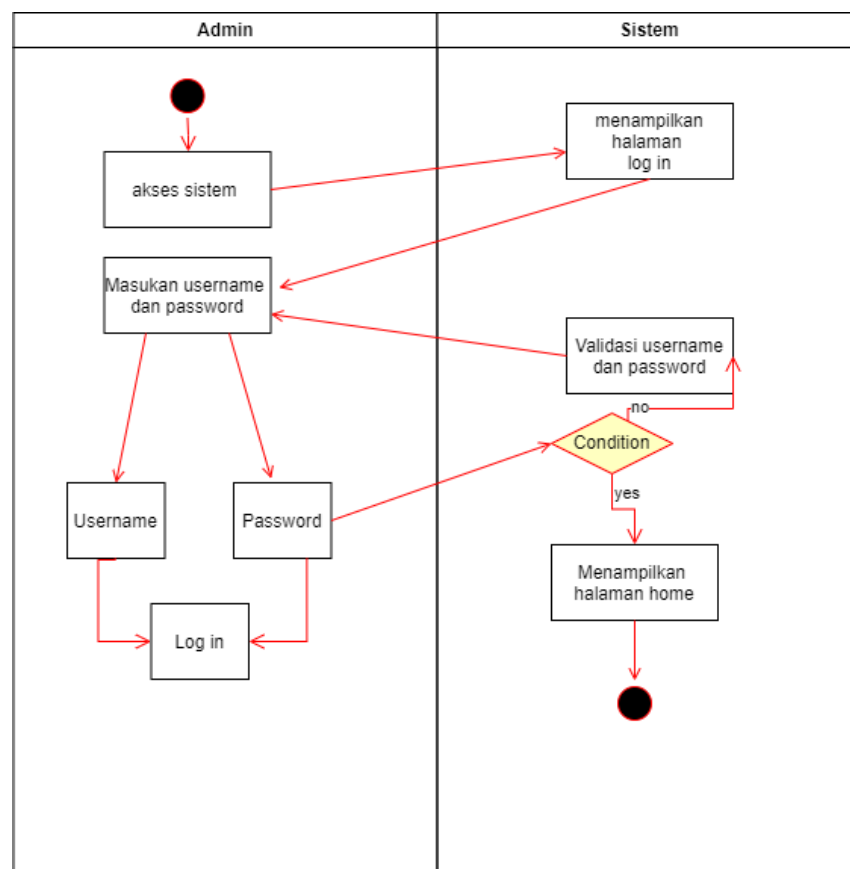 Admin
Sistem
menampilkan
halaman
log in
akses sistem
Masukan username
dan password
Validasi username
dan password
no
Condition
yes
Username
Password
Menampilkan
halaman home
Log in